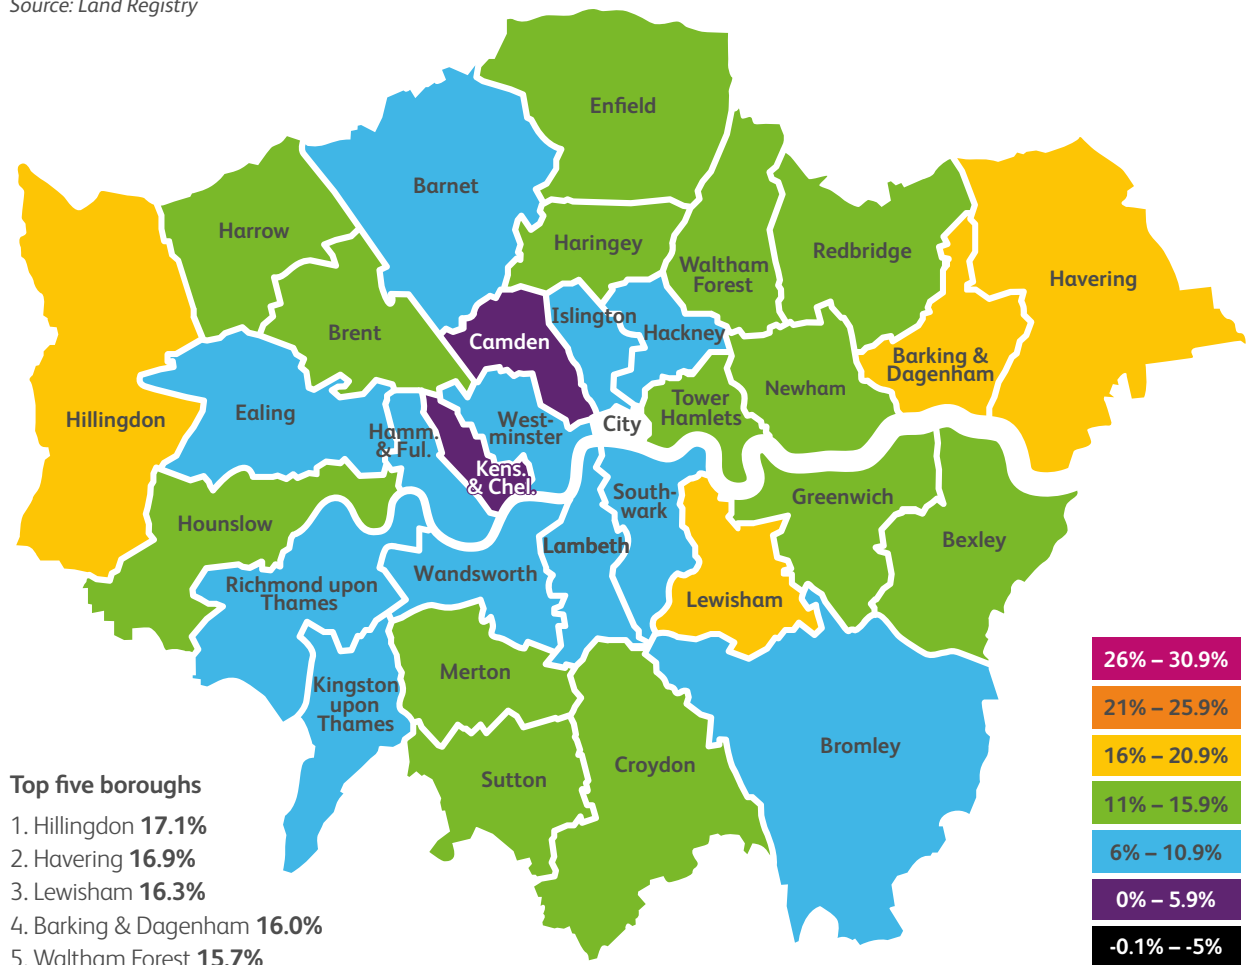 Source: Land Registry
Enfield
Barnet
Harrow
Haringey
Waltham
Forest
Redbridge
Havering
Brent
Camden
Islington
Hackney
Barking &
Dagenham
Hillingdon
Ealing
Hamm.
& Ful.
West-
minster
City
Tower
Hamlets
Newham
Kens.
& Chel.
Hounslow
South-
wark
Greenwich
Bexley
Richmond upon
Thames
Wandsworth
Lambeth
Lewisham
Kingston
upon
Thames
Merton
Sutton
Croydon
Bromley
26% – 30.9%
21% – 25.9%
16% – 20.9%
11% – 15.9%
6% – 10.9%
0% – 5.9%
-0.1% – -5%
Top five boroughs
1. Hillingdon 17.1%
2. Havering 16.9%
3. Lewisham 16.3%
4. Barking & Dagenham 16.0%
5. Waltham Forest 15.7%